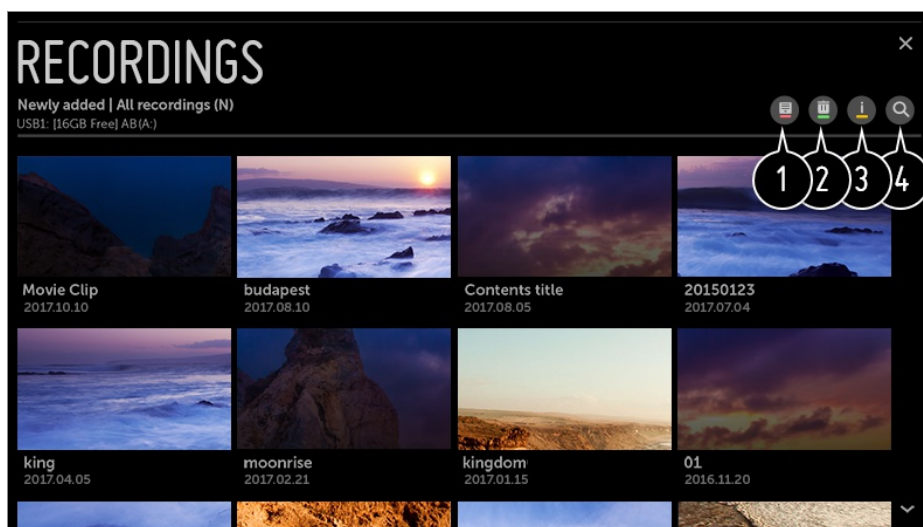 RECORDINGS
Newly added | All recordings (N)
USB1: [16GB Free] AB(A:)
1 2 3 4
Movie Clip budapest Contents title 20150123
2017.10.10 2017.08.10 2017.08.05 2017.07.04
king moonrise kingdom 01
2017.04.05 2017.02.21 2017.01.15 2016.11.20